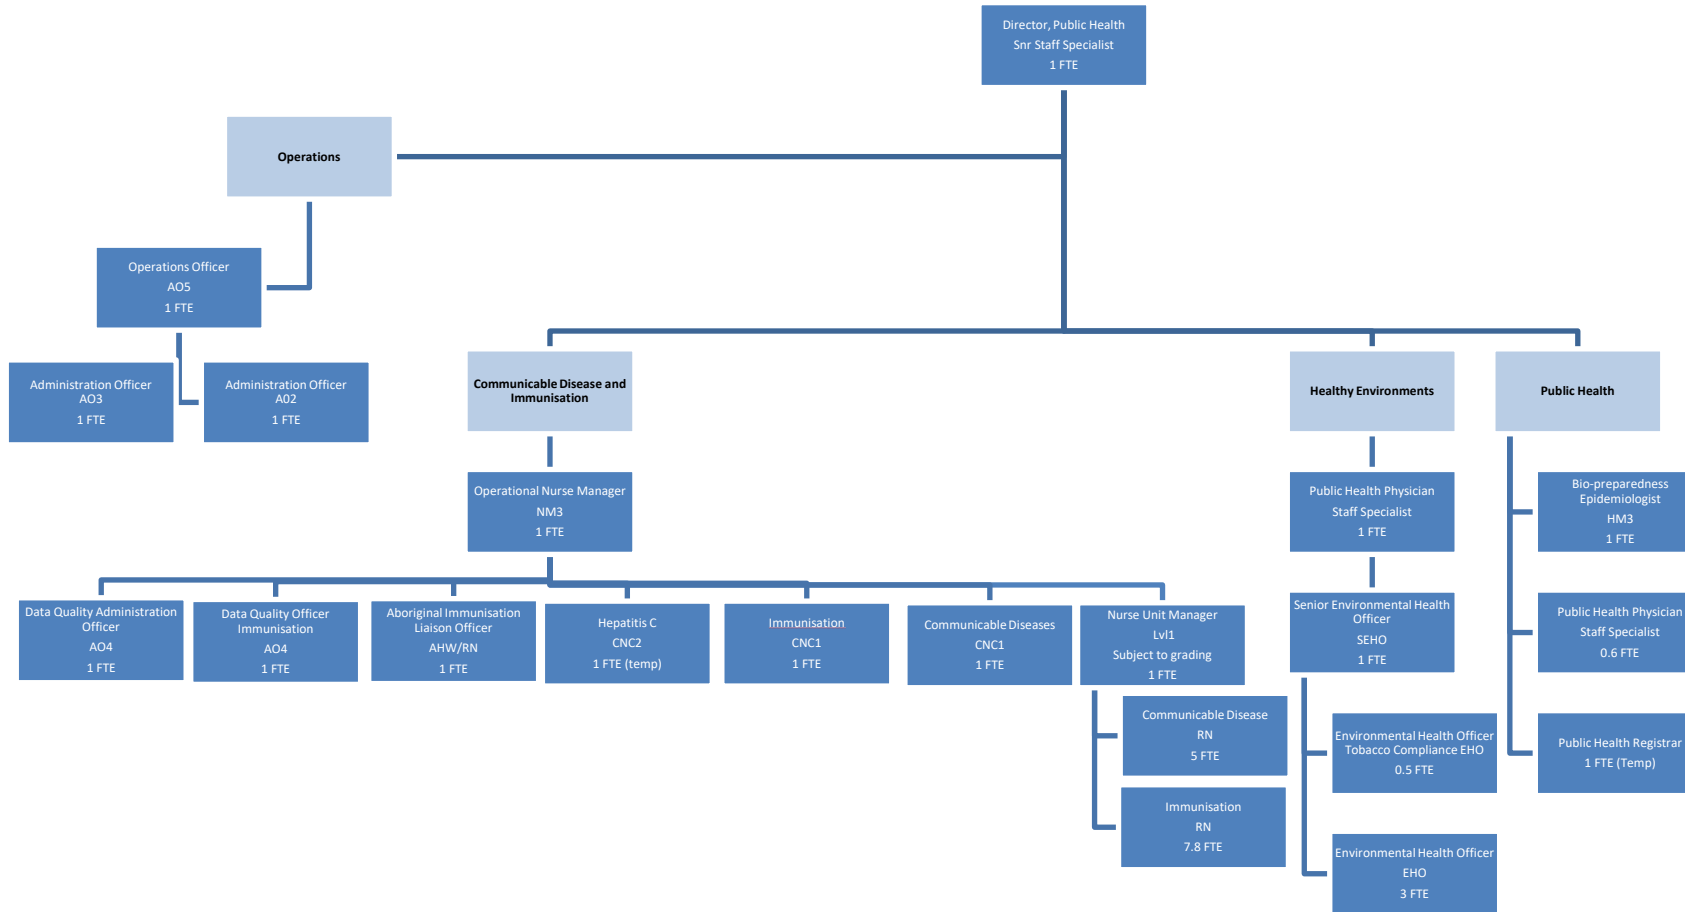 Director, Public Health
Snr Staff Specialist
1 FTE
Operations
Operations Officer
AO5
1 FTE
Administration Officer
AO3
1 FTE
Administration Officer
A02
1 FTE
Communicable Disease and
Immunisation
Healthy Environments
Public Health
Operational Nurse Manager
NM3
1 FTE
Public Health Physician
Staff Specialist
1 FTE
Bio-preparedness
Epidemiologist
HM3
1 FTE
Data Quality Administration
Officer
AO4
1 FTE
Data Quality Officer
Immunisation
AO4
1 FTE
Aboriginal Immunisation
Liaison Officer
AHW/RN
1 FTE
Hepatitis C
CNC2
1 FTE (temp)
Immunisation
CNC1
1 FTE
Communicable Diseases
CNC1
1 FTE
Nurse Unit Manager
Lvl1
Subject to grading
1 FTE
Senior Environmental Health
Officer
SEHO
1 FTE
Public Health Physician
Staff Specialist
0.6 FTE
Communicable Disease
RN
5 FTE
Environmental Health Officer
Tobacco Compliance EHO
0.5 FTE
Public Health Registrar
1 FTE (Temp)
Immunisation
RN
7.8 FTE
Environmental Health Officer
EHO
3 FTE